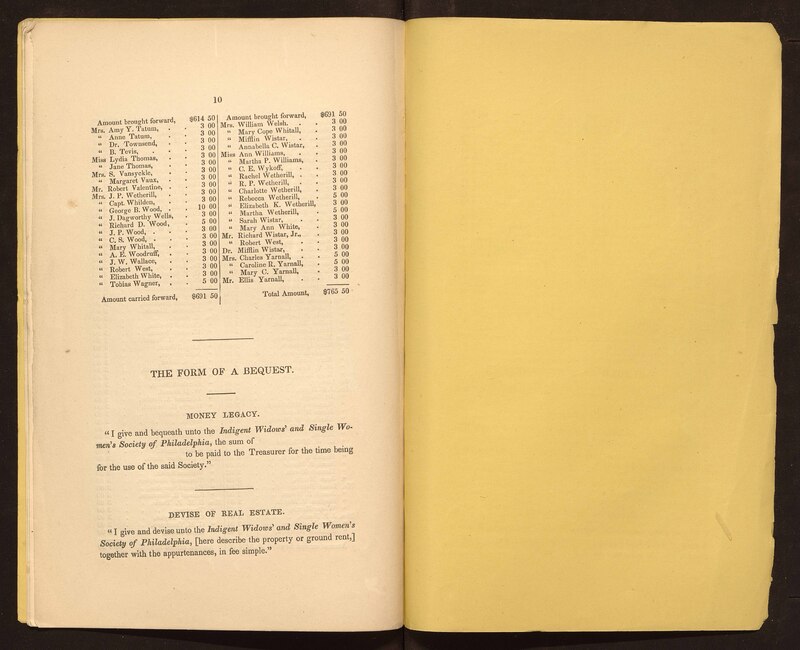 10
Amount brought forward, $614 50
Mrs. Amy Y. Tatum, . . 3 00
“ Anne Tatum, . . 3 00
“ Dr. Townsend, . . 3 00
“ B. Tevis, . . 3 00
Miss Lydia Thomas, . . 3 00
“ Jane Thomas, . . 3 00
Mrs. S. Vansyckle, . . 3 00
“ Margaret Vaux, . . 3 00
Mr. Robert Valentine, . . 3 00
Mrs. J. P. Wetherill, . . 3 00
“ Capt. Whilden, . . 3 00
“ George B. Wood, . . 10 00
“ J. Dagworthy Wells, . 3 00
“ Richard D. Wood, . . 5 00
“ J. P. Wood, . . 3 00
“ C. S. Wood, . . . 3 00
“ Mary Whitall, . . 3 00
“ A. E. Woodruff, . . 3 00
“ J. W. Wallace, . . 3 00
“ Robert West, . . 3 00
“ Elizabeth White, . . 3 00
“ Tobias Wagner, . . 5 00
Amount carried forward, $691 50
Amount brought forward, $691 50
Mrs. William Welsh. . . 3 00
“ Mary Cope Whitall, . 3 00
“ Mifflin Wistar, . . 3 00
“ Annabella C. Wistar, . 3 00
Miss Ann Williams, . . 3 00
“ Martha P. Williams, . 3 00
“ C. E. Wykoff, . . 3 00
“ Rachel Wetherill, . . 3 00
“ R. P. Wetherill, . . 3 00
“ Charlotte Wetherill, . 3 00
“ Rebecca Wetherill, . 5 00
“ Elizabeth K. Wetherill, 3 00
“ Martha Wetherill, . 5 00
“ Sarah Wistar, . . 3 00
“ Mary Ann White, . . 3 00
Mr. Richard Wistar, Jr., . 3 00
“ Robert West, . . 3 00
Dr. Mifflin Wistar, . . 3 00
Mrs. Charles Yarnall, . . 5 00
“ Caroline R. Yarnall, . 5 00
“ Mary C. Yarnall, . . 3 00
Mr. Ellis Yarnall, . . 3 00
Total Amount, $765 50
THE FORM OF A BEQUEST.
MONEY LEGACY.
“I give and bequeath unto the Indigent Widows’ and Single Wo-
men’s Society of Philadelphia, the sum of
to be paid to the Treasurer for the time being
for the use of the said Society.”
DEVISE OF REAL ESTATE.
“I give and devise unto the Indigent Widows’ and Single Women’s
Society of Philadelphia, [here describe the property or ground rent,]
together with the appurtenances, in fee simple.”